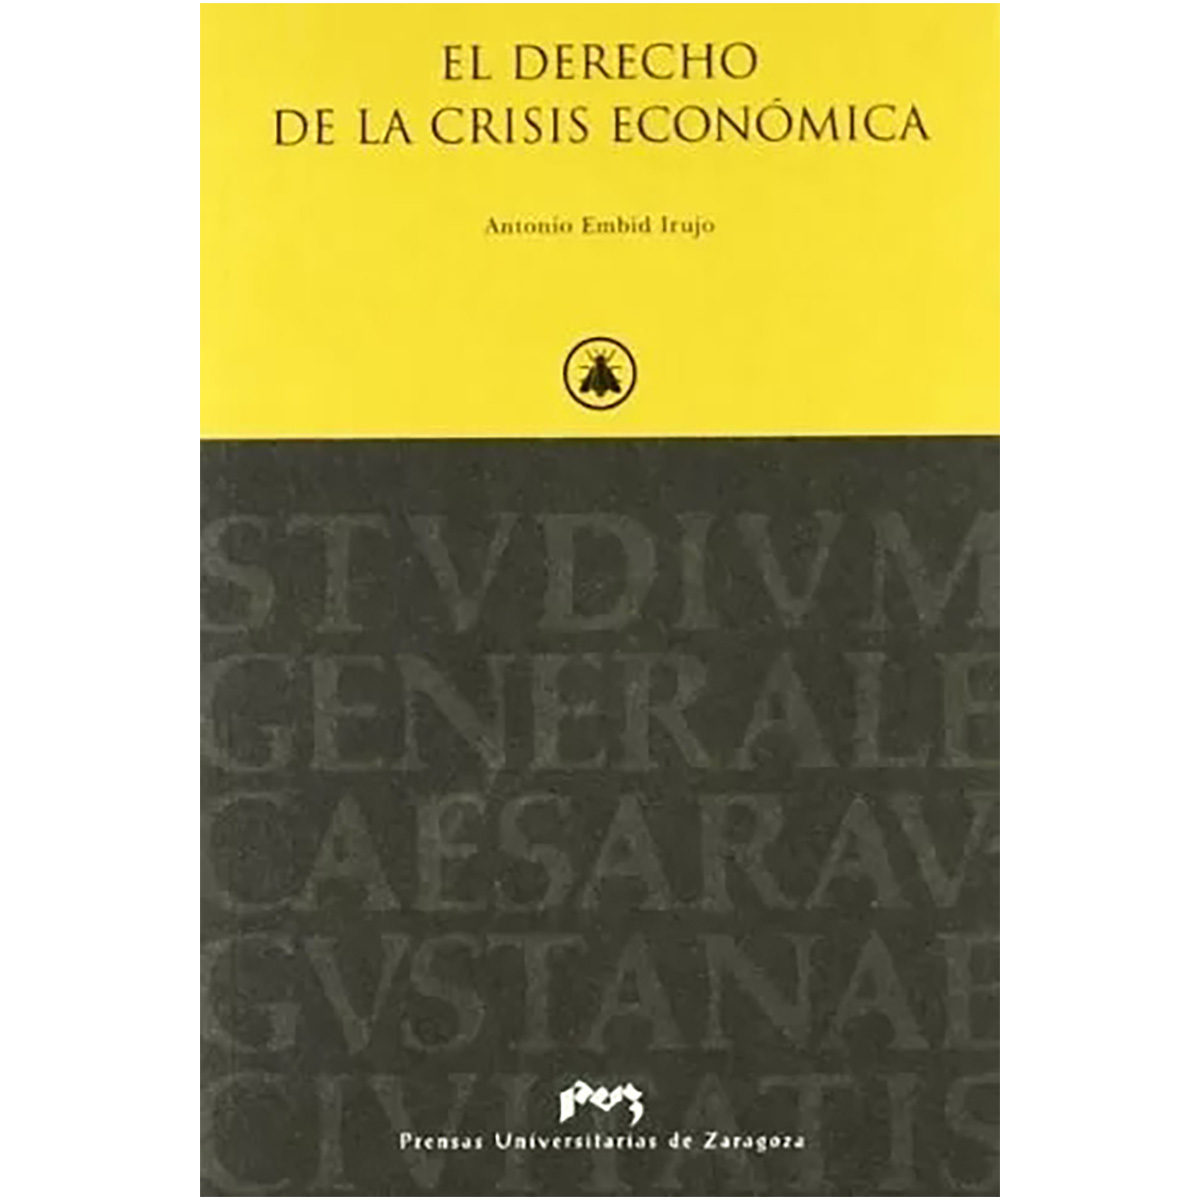 EL DERECHO
DE LA CRISIS ECONÓMICA
Antonio Embid Irujo
STVDIVM
GENERALE
CAESARAV
GVSTANAE
CIVITATIS
puz
Prensas Universitarias de Zaragoza